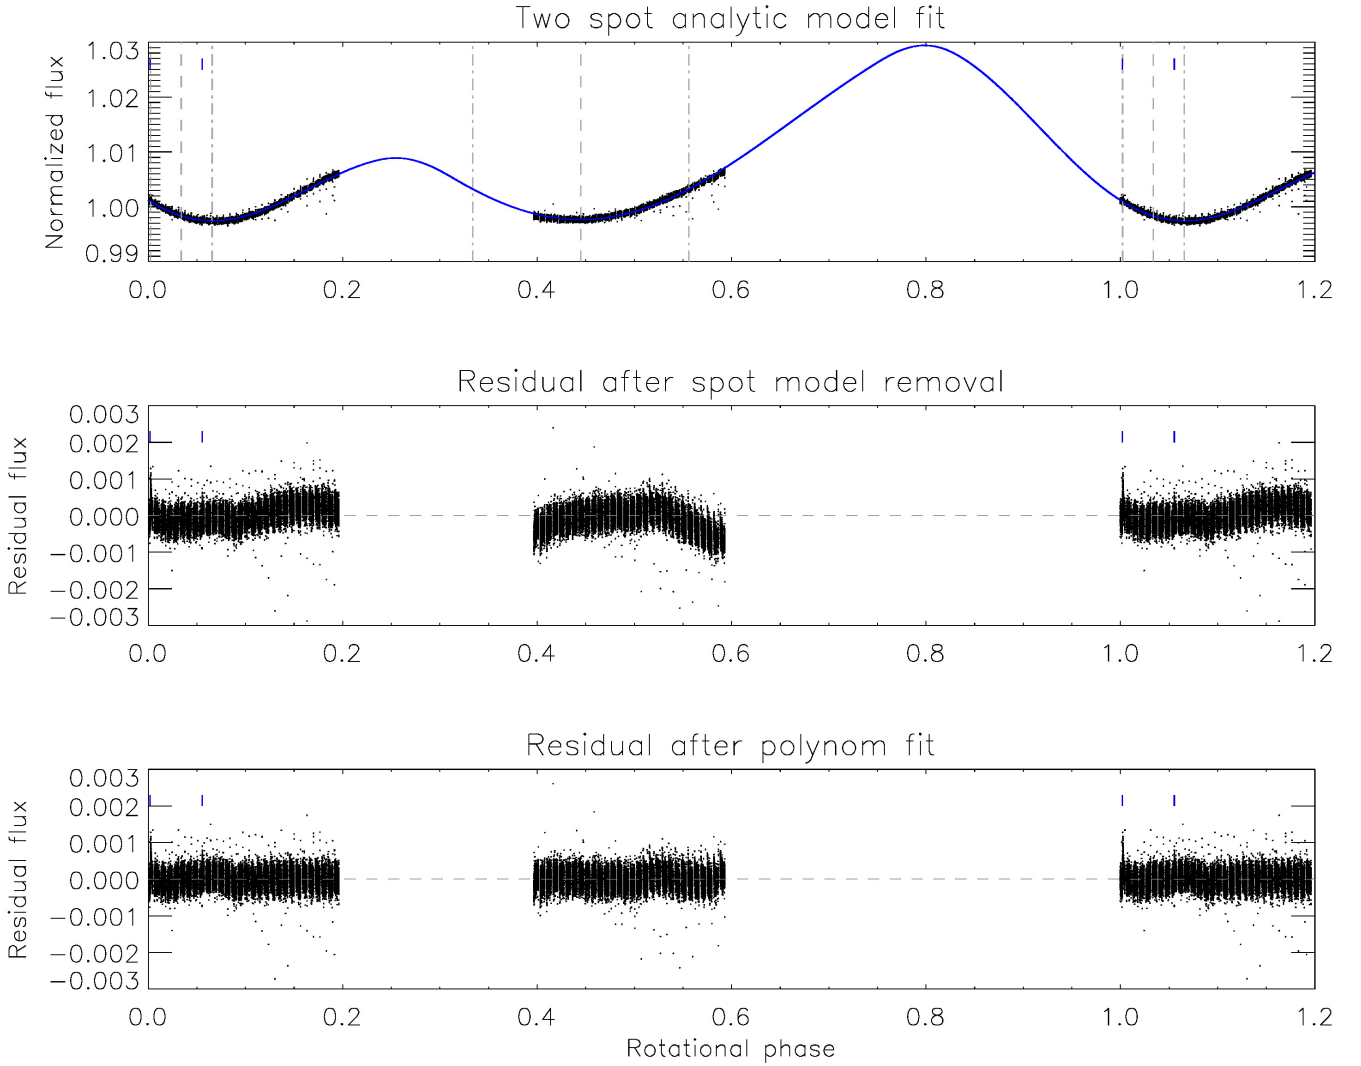 Two spot analytic model fit
Normalized flux
1.03
1.02
1.01
1.00
0.99
0.0 0.2 0.4 0.6 0.8 1.0 1.2
Residual after spot model removal
Residual flux
0.003
0.002
0.001
0.000
−0.001
−0.002
−0.003
0.0 0.2 0.4 0.6 0.8 1.0 1.2
Residual after polynom fit
Residual flux
0.003
0.002
0.001
0.000
−0.001
−0.002
−0.003
0.0 0.2 0.4 0.6 0.8 1.0 1.2
Rotational phase